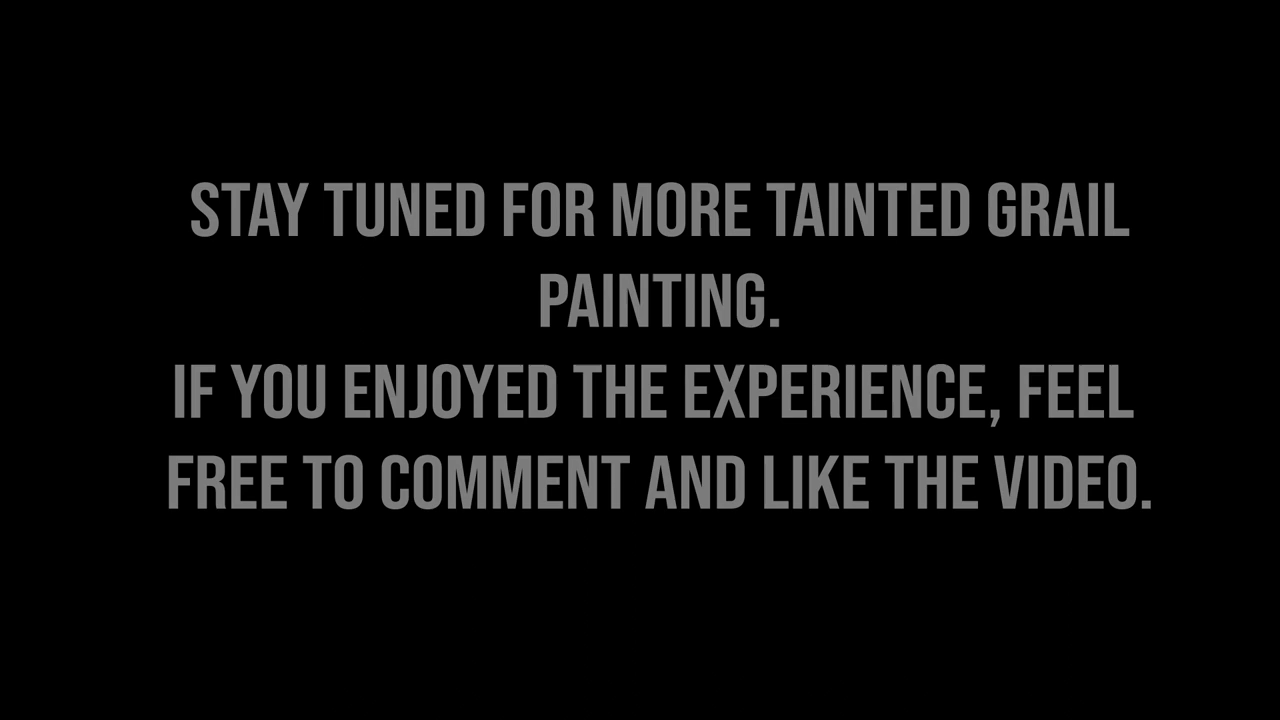 STAY TUNED FOR MORE TAINTED GRAIL
PAINTING.
IF YOU ENJOYED THE EXPERIENCE, FEEL
FREE TO COMMENT AND LIKE THE VIDEO.